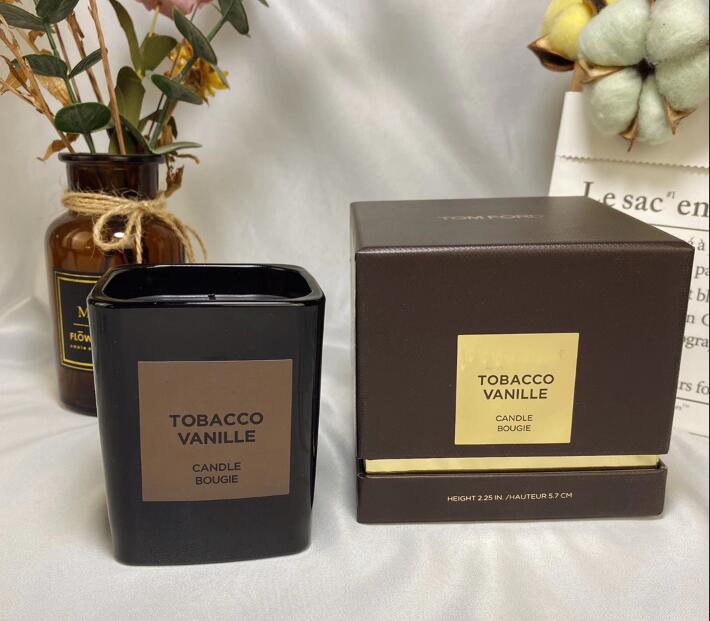 TOM FORD
Le sac #1 en
TOBACCO
VANILLE
CANDLE
BOUGIE
TOBACCO
VANILLE
CANDLE
BOUGIE
HEIGHT 2.25 IN /HAUTEUR 5.7 CM